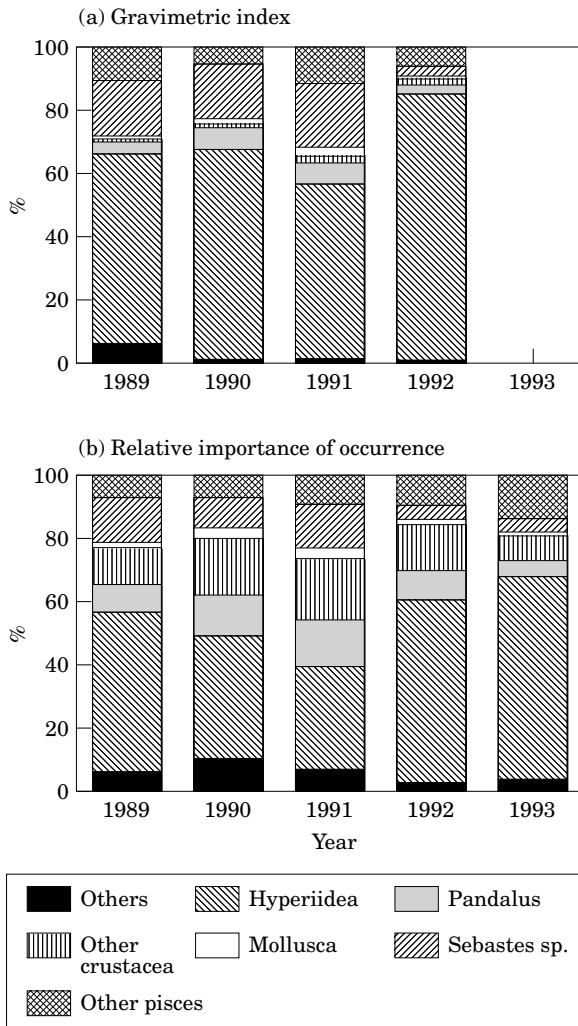 (a) Gravimetric index
100
80
60
40
20
0
%
1989 1990 1991 1992 1993
(b) Relative importance of occurrence
100
80
60
40
20
0
%
1989 1990 1991 1992 1993
Year
Others Hyperiidea Pandalus
Other crustacea Mollusca Sebastes sp.
Other pisces